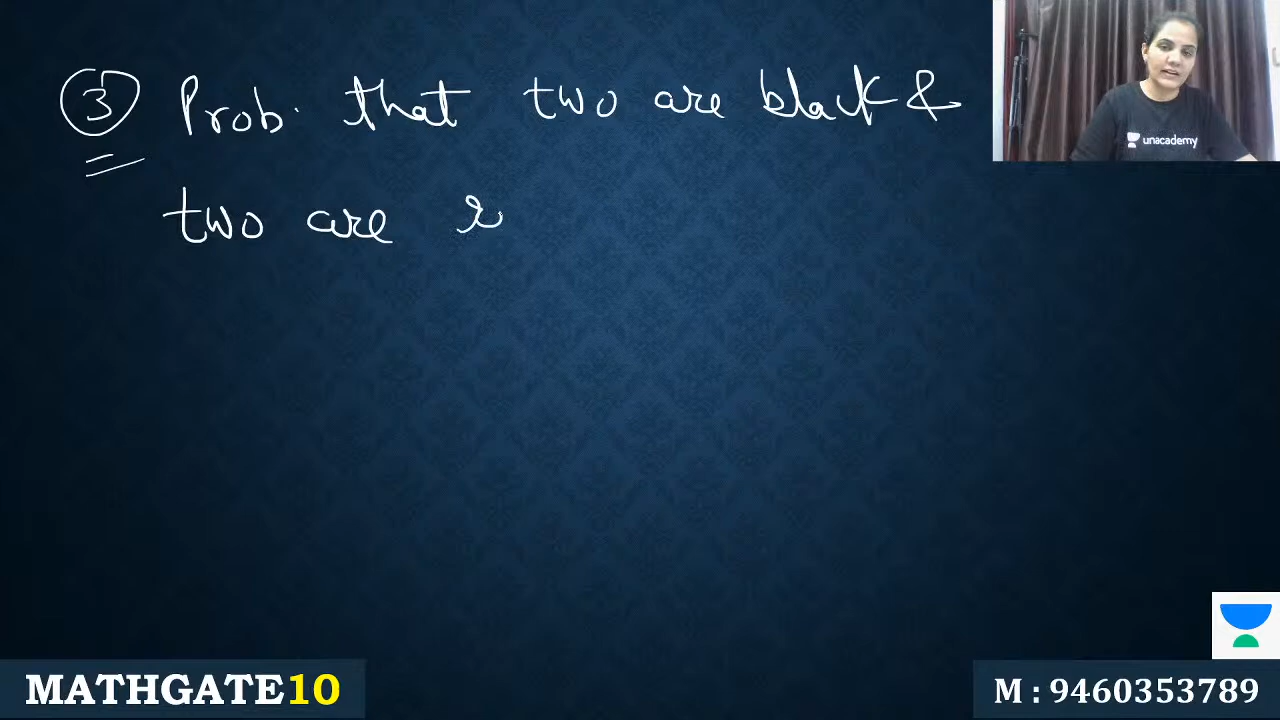 3 Prob. that two are black &
two are r
unacademy
MATHGATE10
M : 9460353789